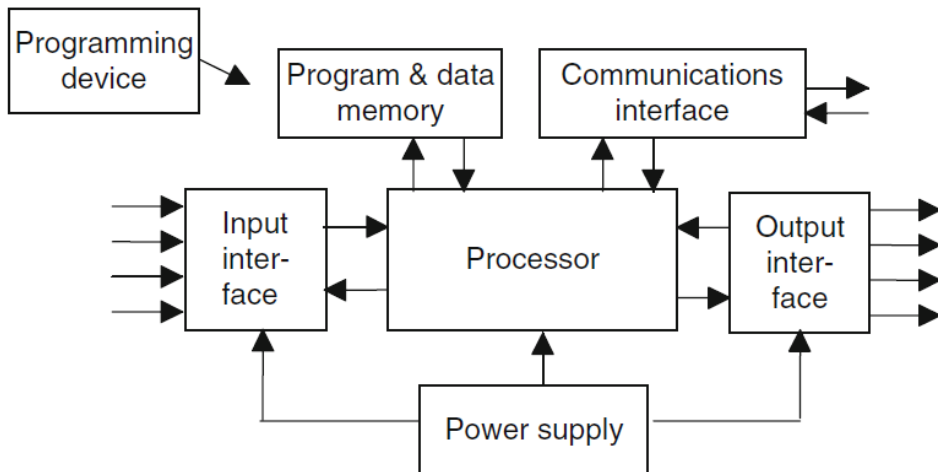 Programming
device
Program & data
memory
Communications
interface
Input
inter-
face
Processor
Output
inter-
face
Power supply